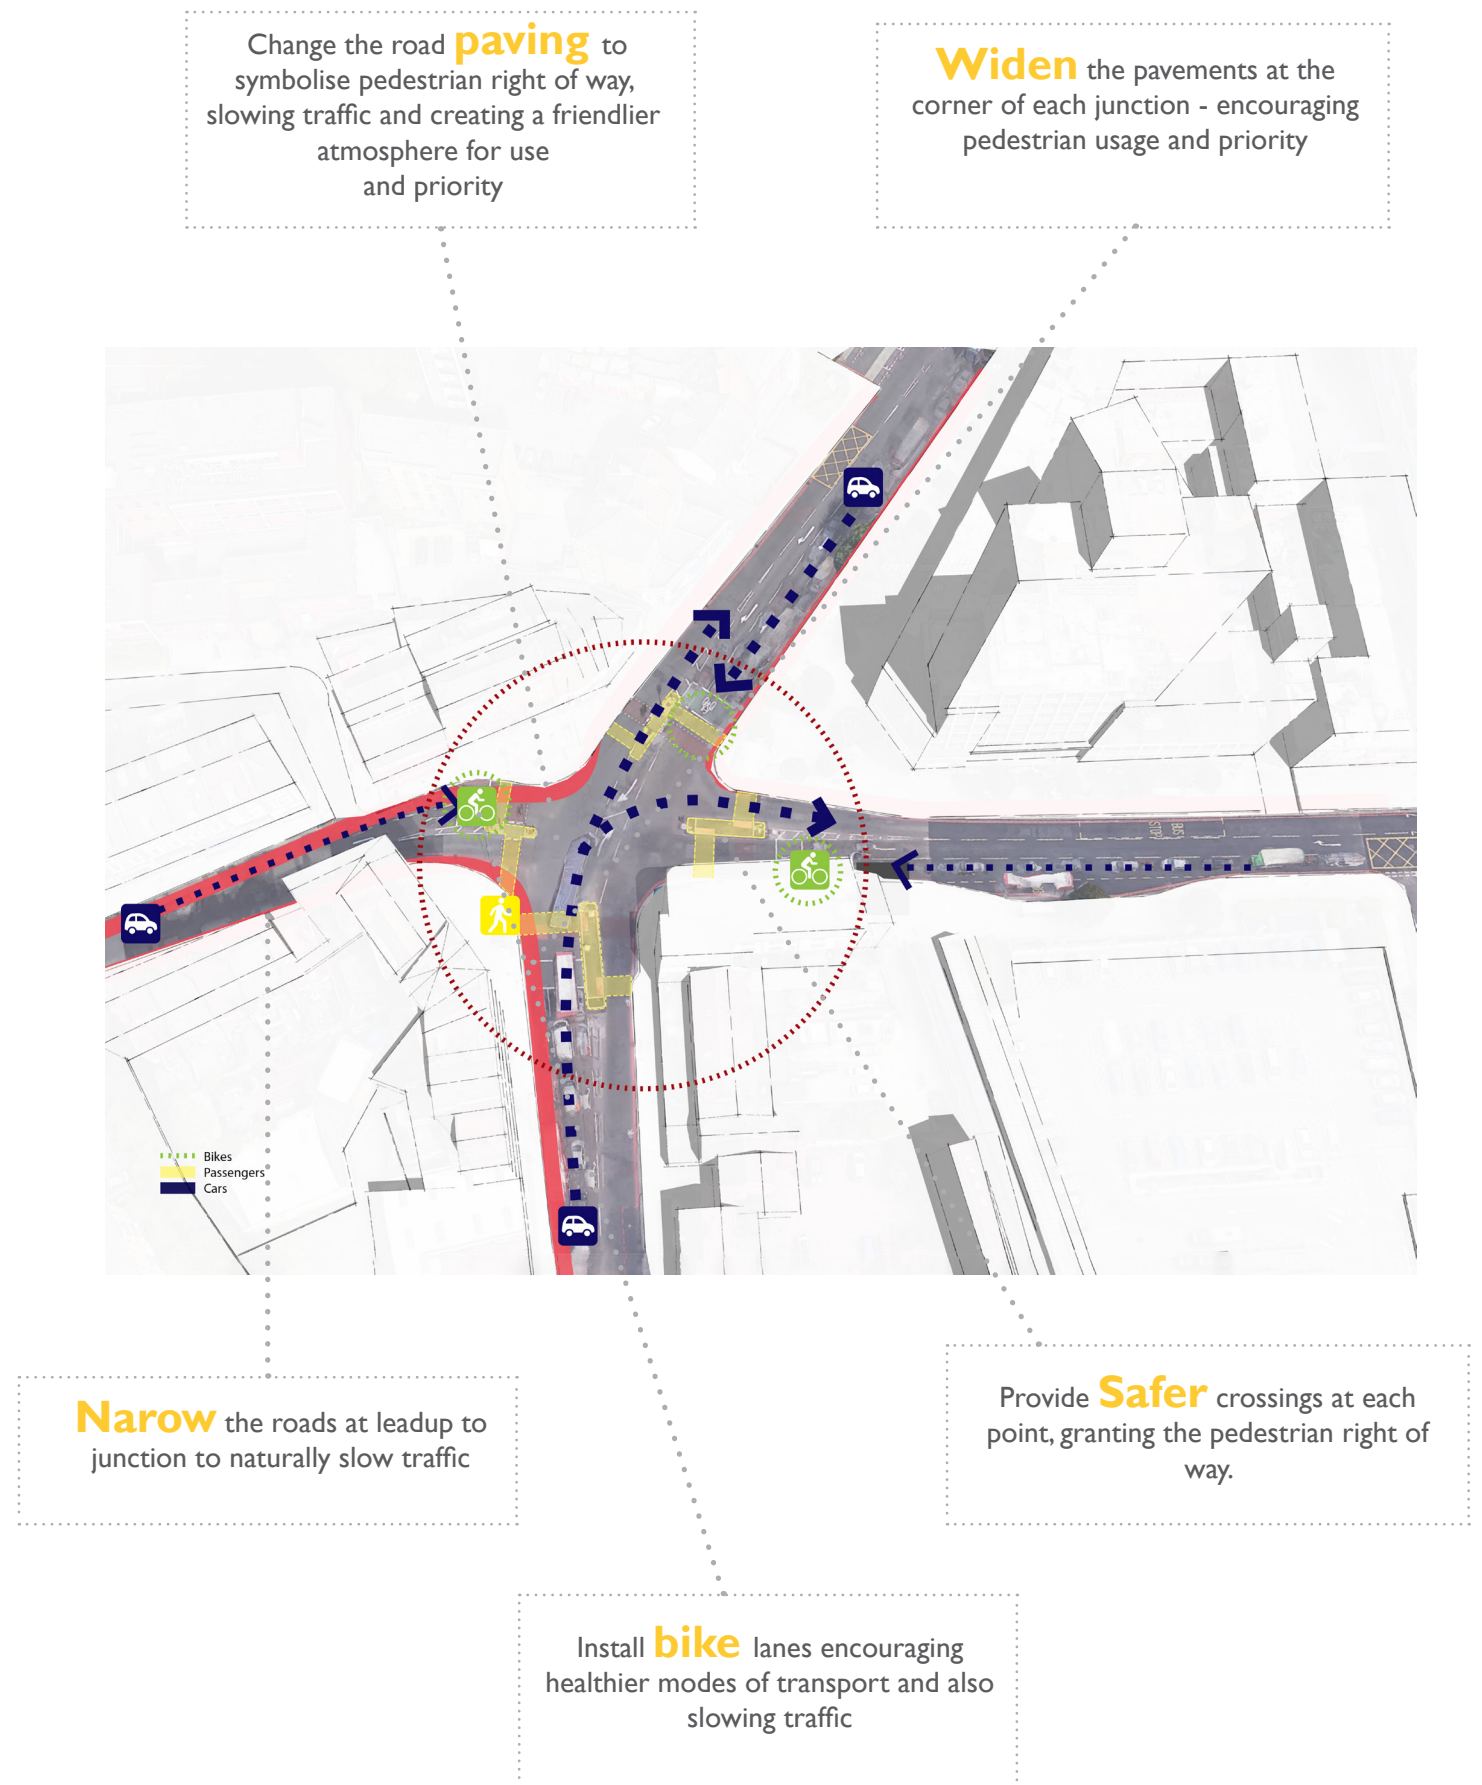 Change the road paving to
symbolise pedestrian right of way,
slowing traffic and creating a friendlier
atmosphere for use
and priority
Widen the pavements at the
corner of each junction - encouraging
pedestrian usage and priority
BUS
STOP
Bikes
Passengers
Cars
Narow the roads at leadup to
junction to naturally slow traffic
Provide Safer crossings at each
point, granting the pedestrian right of
way.
Install bike lanes encouraging
healthier modes of transport and also
slowing traffic